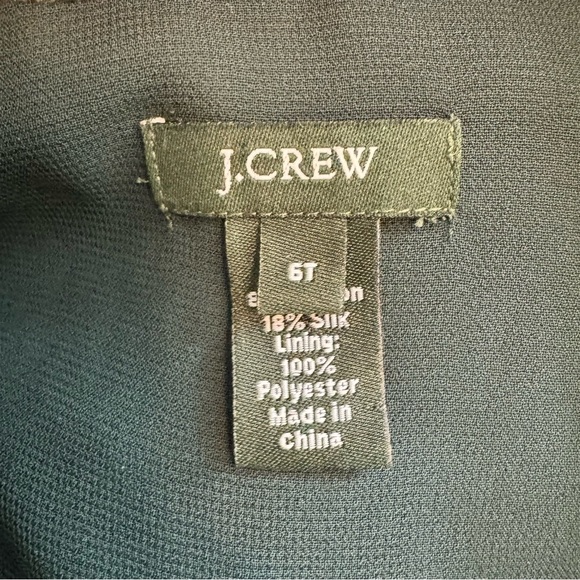 J.CREW
6T
18% Silk
Lining:
100%
Polyester
Made in
China